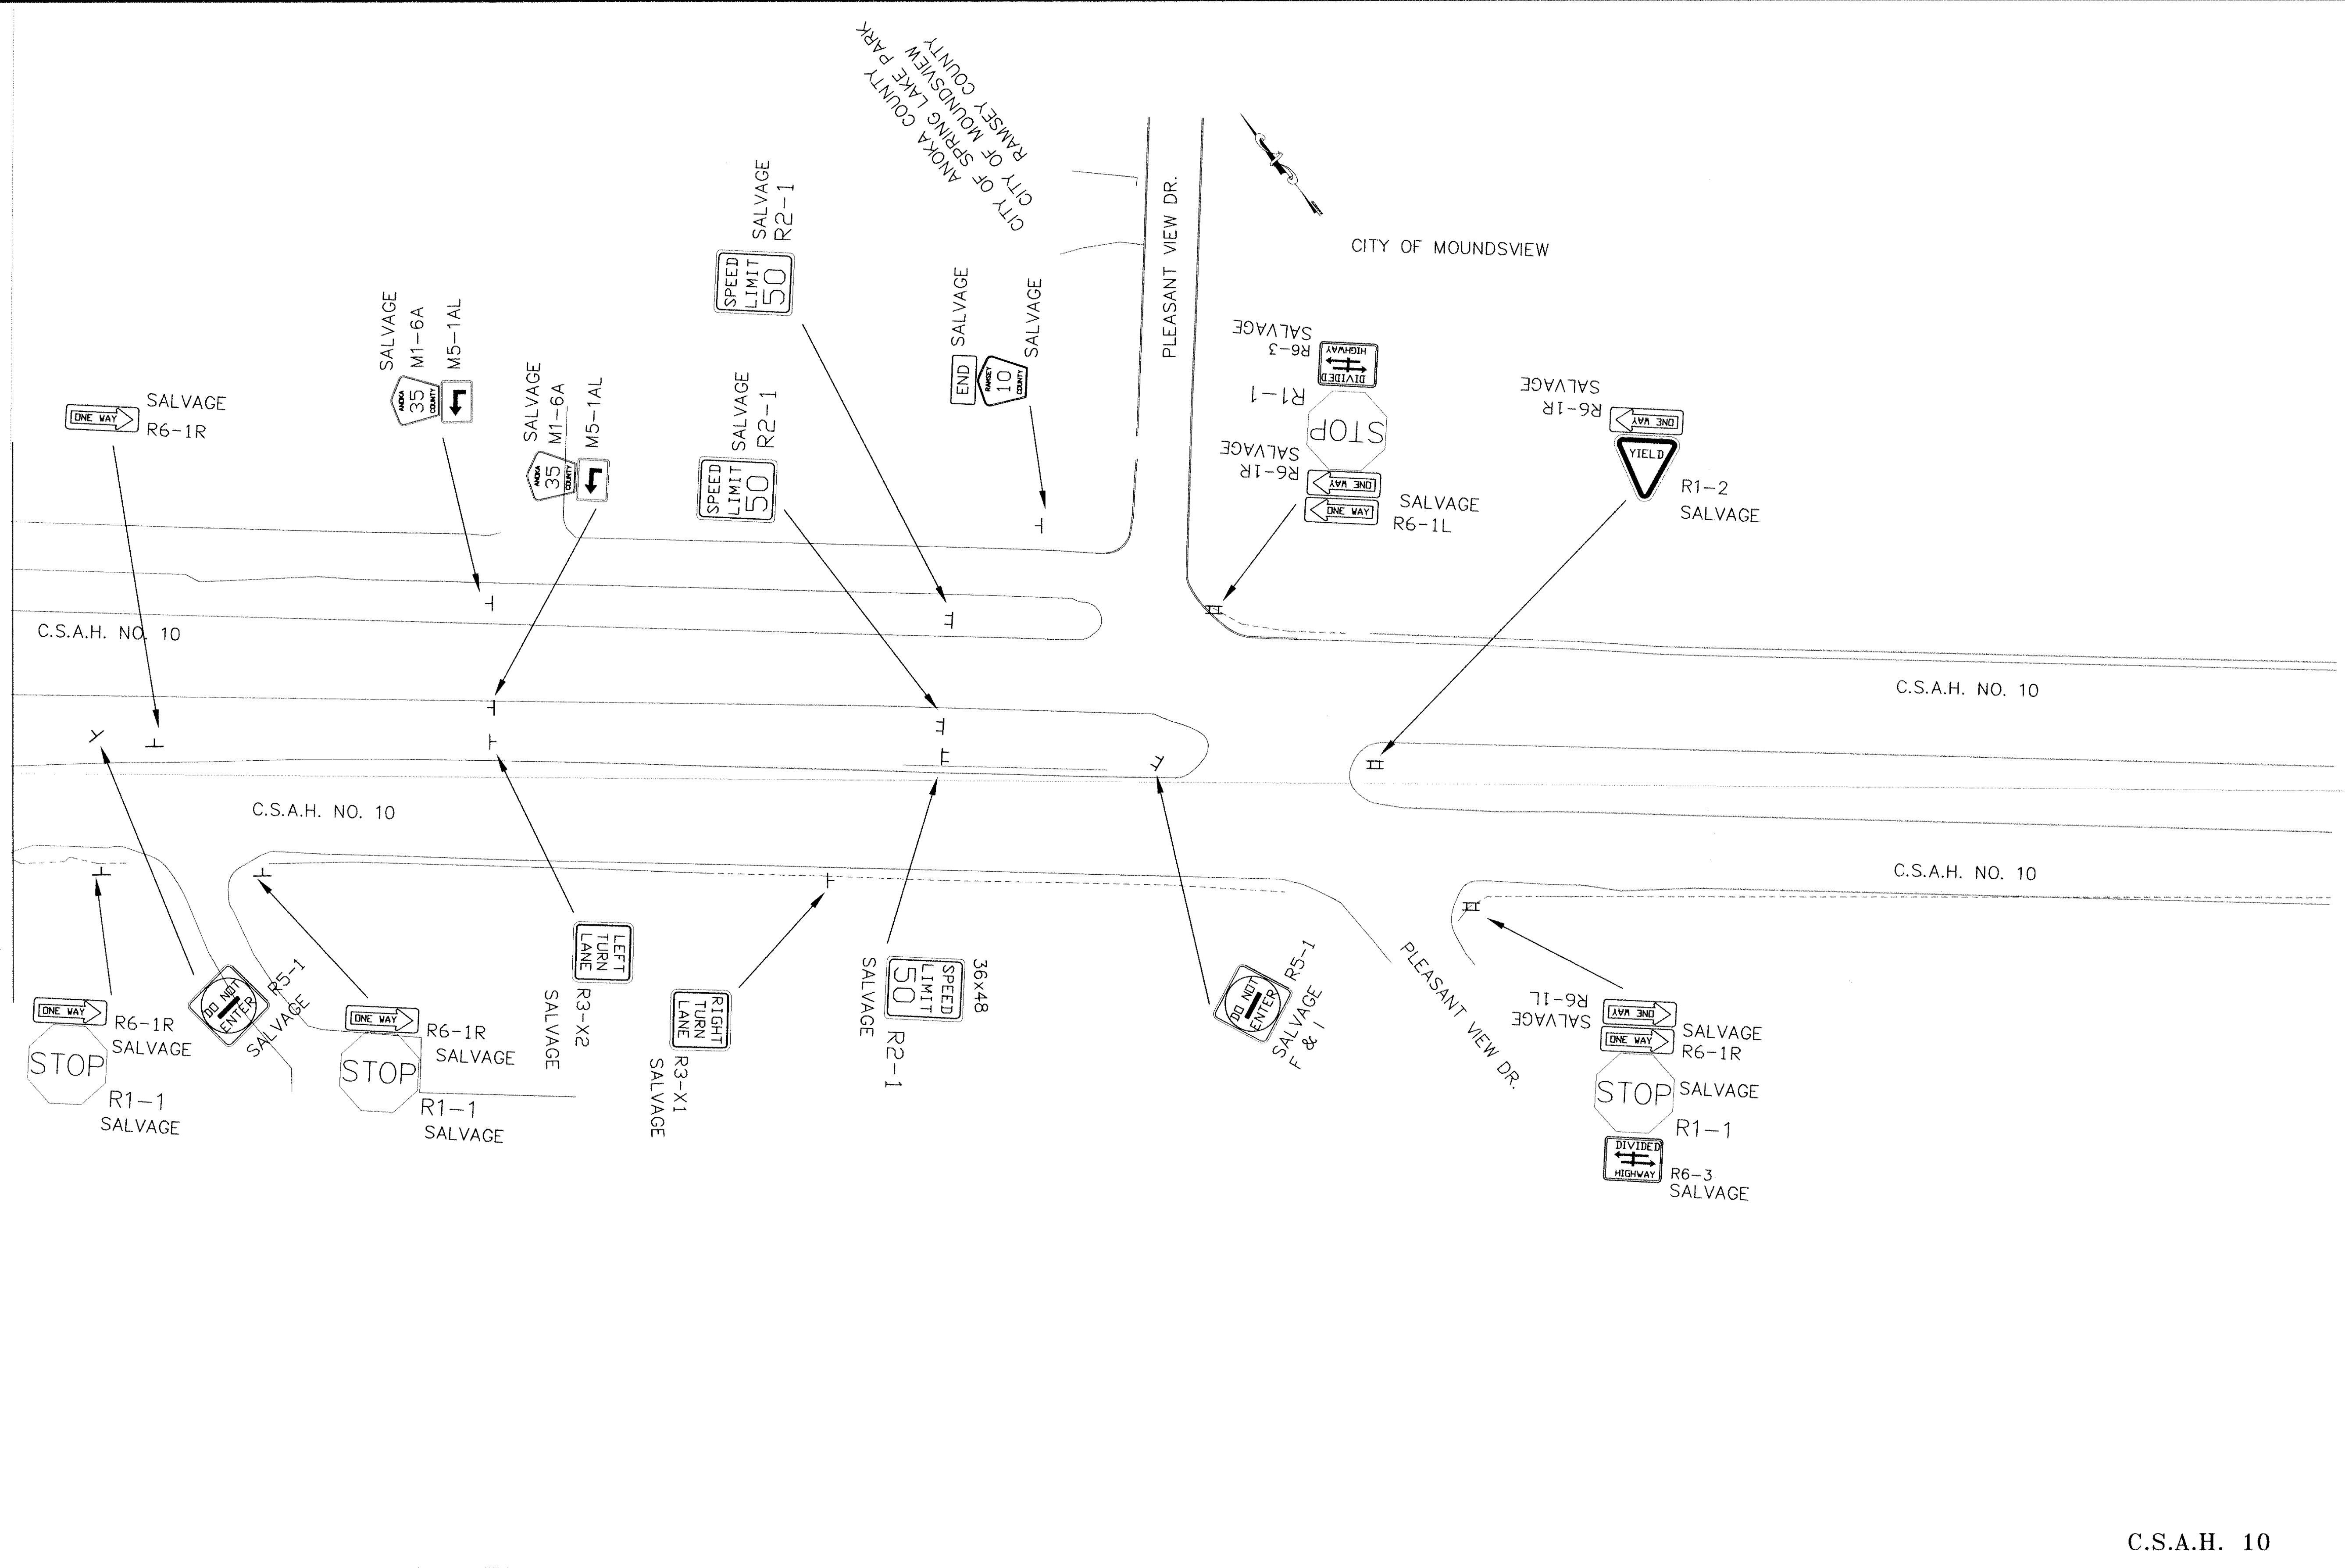 ANOKA COUNTY
CITY OF SPRING LAKE PARK
CITY OF MOUNDSVIEW
RAMSEY COUNTY
PLEASANT VIEW DR.
CITY OF MOUNDSVIEW
ONE WAY
SALVAGE
R6-1R
SALVAGE
M1-6A
M5-1AL
ANOKA
35
COUNTY
SALVAGE
M1-6A
M5-1AL
ANOKA
35
COUNTY
SALVAGE
R2-1
SPEED
LIMIT
50
SALVAGE
R2-1
SPEED
LIMIT
50
SALVAGE
END
RAMSEY
10
COUNTY
SALVAGE
SALVAGE
R6-3
DIVIDED
HIGHWAY
R1-1
STOP
SALVAGE
R6-1R
ONE WAY
ONE WAY
SALVAGE
R6-1L
SALVAGE
R6-1R
ONE WAY
YIELD
R1-2
SALVAGE
C.S.A.H. NO. 10
C.S.A.H. NO. 10
C.S.A.H. NO. 10
C.S.A.H. NO. 10
ONE WAY
R6-1R
SALVAGE
STOP
R1-1
SALVAGE
DO NOT
ENTER
R5-1
SALVAGE
ONE WAY
R6-1R
SALVAGE
STOP
R1-1
SALVAGE
LEFT
TURN
LANE
R3-X2
SALVAGE
RIGHT
TURN
LANE
R3-X1
SALVAGE
36x48
SPEED
LIMIT
50
R2-1
SALVAGE
DO NOT
ENTER
R5-1
SALVAGE
F & I
PLEASANT VIEW DR.
R6-1L
SALVAGE
ONE WAY
ONE WAY
SALVAGE
R6-1R
STOP
SALVAGE
R1-1
DIVIDED
HIGHWAY
R6-3
SALVAGE
C.S.A.H. 10